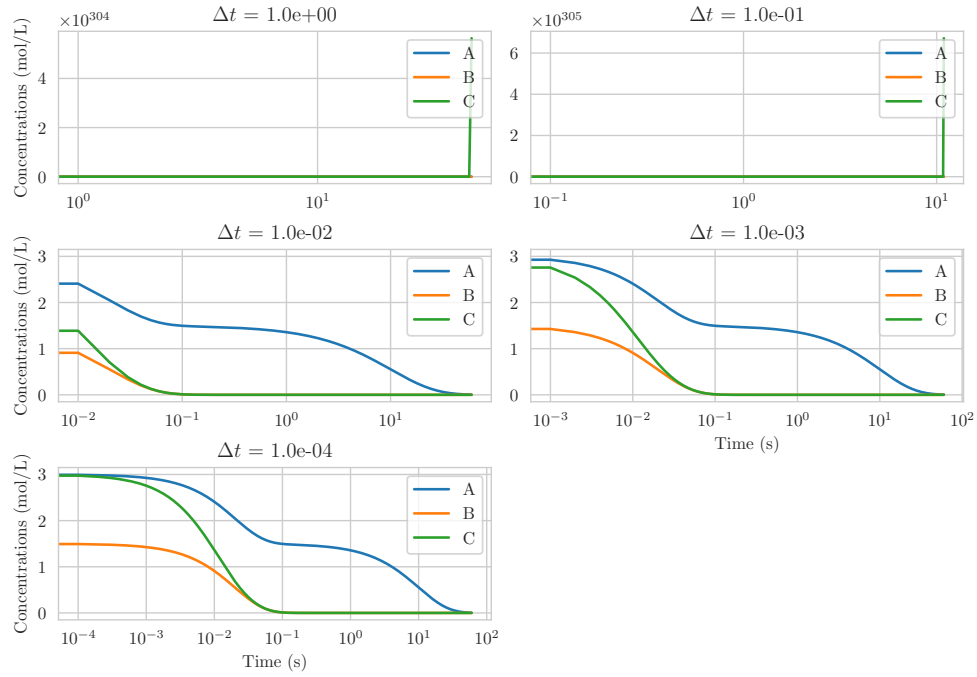 Δt = 1.0e+00
×10^304
Concentrations (mol/L)
4
2
0
10^0
10^1
A
B
C
Δt = 1.0e-01
×10^305
6
4
2
0
10^-1
10^0
10^1
A
B
C
Δt = 1.0e-02
Concentrations (mol/L)
3
2
1
0
10^-2
10^-1
10^0
10^1
A
B
C
Δt = 1.0e-03
3
2
1
0
10^-3
10^-2
10^-1
10^0
10^1
10^2
Time (s)
A
B
C
Δt = 1.0e-04
Concentrations (mol/L)
3
2
1
0
10^-4
10^-3
10^-2
10^-1
10^0
10^1
10^2
Time (s)
A
B
C